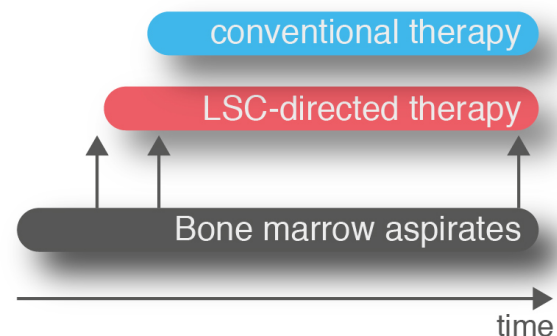 conventional therapy
LSC-directed therapy
Bone marrow aspirates
time